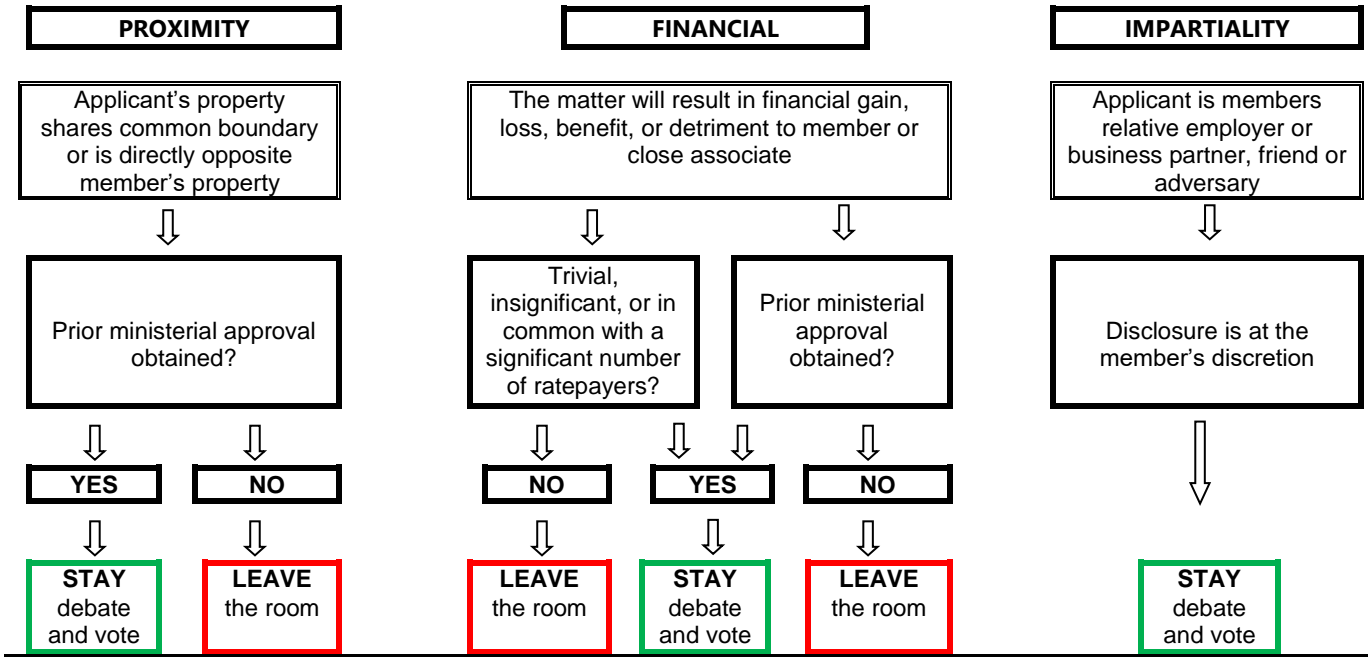 PROXIMITY
Applicant's property
shares common boundary
or is directly opposite
member's property
Prior ministerial approval
obtained?
YES
NO
STAY
debate
and vote
LEAVE
the room
FINANCIAL
The matter will result in financial gain,
loss, benefit, or detriment to member or
close associate
Trivial,
insignificant, or in
common with a
significant number
of ratepayers?
Prior ministerial
approval
obtained?
NO
YES
NO
LEAVE
the room
STAY
debate
and vote
LEAVE
the room
IMPARTIALITY
Applicant is members
relative employer or
business partner, friend or
adversary
Disclosure is at the
member's discretion
STAY
debate
and vote